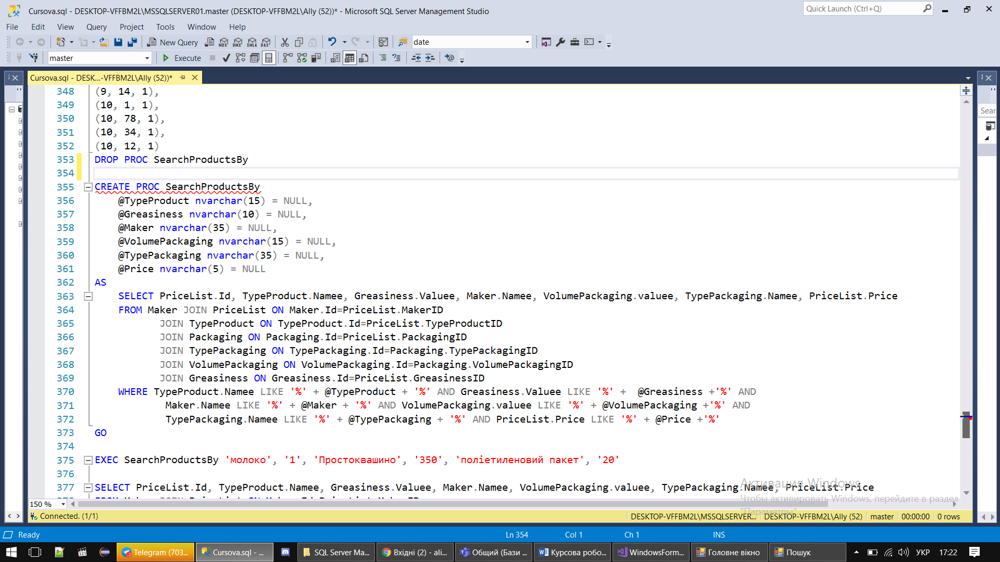 Cursova.sql - DESKTOP-VFFBM2L\MSSQLSERVER01.master (DESKTOP-VFFBM2L\Ally (52))* - Microsoft SQL Server Management Studio
Quick Launch (Ctrl+Q)
File Edit View Query Project Tools Window Help
New Query MDX DMX XMLA DAX date
master Execute
Cursova.sql - DESK...-VFFBM2L\Ally (52))*
348 (9, 14, 1),
349 (10, 1, 1),
350 (10, 78, 1),
351 (10, 34, 1),
352 (10, 12, 1)
353 DROP PROC SearchProductsBy
354
355 CREATE PROC SearchProductsBy
356 @TypeProduct nvarchar(15) = NULL,
357 @Greasiness nvarchar(10) = NULL,
358 @Maker nvarchar(35) = NULL,
359 @VolumePackaging nvarchar(15) = NULL,
360 @TypePackaging nvarchar(35) = NULL,
361 @Price nvarchar(5) = NULL
362 AS
363 SELECT PriceList.Id, TypeProduct.Namee, Greasiness.Valuee, Maker.Namee, VolumePackaging.valuee, TypePackaging.Namee, PriceList.Price
364 FROM Maker JOIN PriceList ON Maker.Id=PriceList.MakerID
365 JOIN TypeProduct ON TypeProduct.Id=PriceList.TypeProductID
366 JOIN Packaging ON Packaging.Id=PriceList.PackagingID
367 JOIN TypePackaging ON TypePackaging.Id=Packaging.TypePackagingID
368 JOIN VolumePackaging ON VolumePackaging.Id=Packaging.VolumePackagingID
369 JOIN Greasiness ON Greasiness.Id=PriceList.GreasinessID
370 WHERE TypeProduct.Namee LIKE '%' + @TypeProduct + '%' AND Greasiness.Valuee LIKE '%' + @Greasiness +'%' AND
371 Maker.Namee LIKE '%' + @Maker + '%' AND VolumePackaging.valuee LIKE '%' + @VolumePackaging +'%' AND
372 TypePackaging.Namee LIKE '%' + @TypePackaging + '%' AND PriceList.Price LIKE '%' + @Price +'%'
373 GO
374
375 EXEC SearchProductsBy 'молоко', '1', 'Простоквашино', '350', 'поліетиленовий пакет', '20'
376
377 SELECT PriceList.Id, TypeProduct.Namee, Greasiness.Valuee, Maker.Namee, VolumePackaging.valuee, TypePackaging.Namee, PriceList.Price
Sear
Активация Windows
Чтобы активировать Windows, перейдите в раздел
"Параметры".
150 %
Connected. (1/1) DESKTOP-VFFBM2L\MSSQLSERVER... DESKTOP-VFFBM2L\Ally (52) master 00:00:00 0 rows
Ready Ln 354 Col 1 Ch 1 INS
Telegram (703... Cursova.sql - ... SQL Server Ma... Вхідні (2) - ali... Общий (Бази ... Курсова робо... WindowsForm... Головне вікно Пошук УКР 17:22